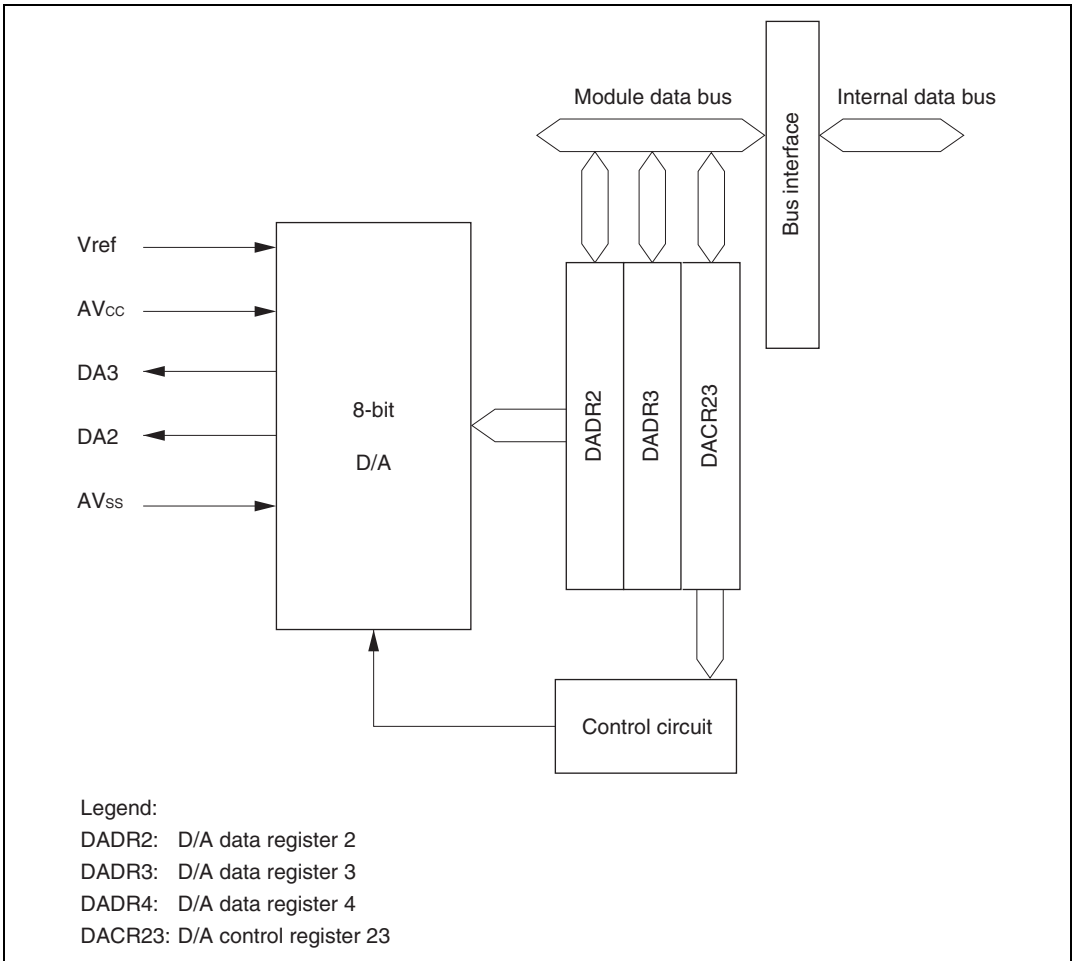 Module data bus
Internal data bus
Bus interface
Vref
AVcc
DA3
DA2
AVss
8-bit
D/A
DADR2
DADR3
DACR23
Control circuit
Legend:
DADR2: D/A data register 2
DADR3: D/A data register 3
DADR4: D/A data register 4
DACR23: D/A control register 23